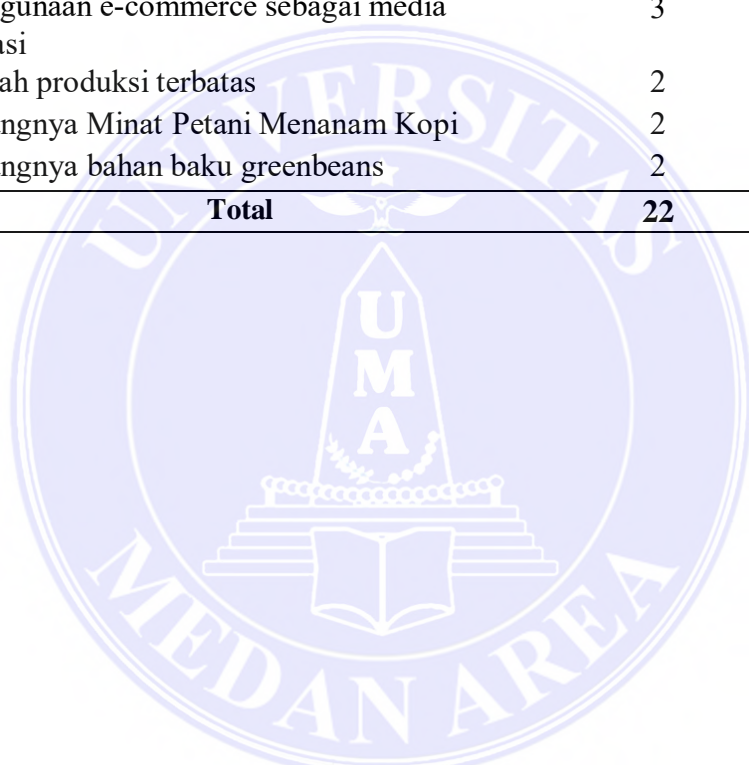 gunaan e-commerce sebagai media 3
asi
ah produksi terbatas 2
ngnya Minat Petani Menanam Kopi 2
ngnya bahan baku greenbeans 2
Total 22
UNIVERSITAS
U
M
A
MEDAN AREA